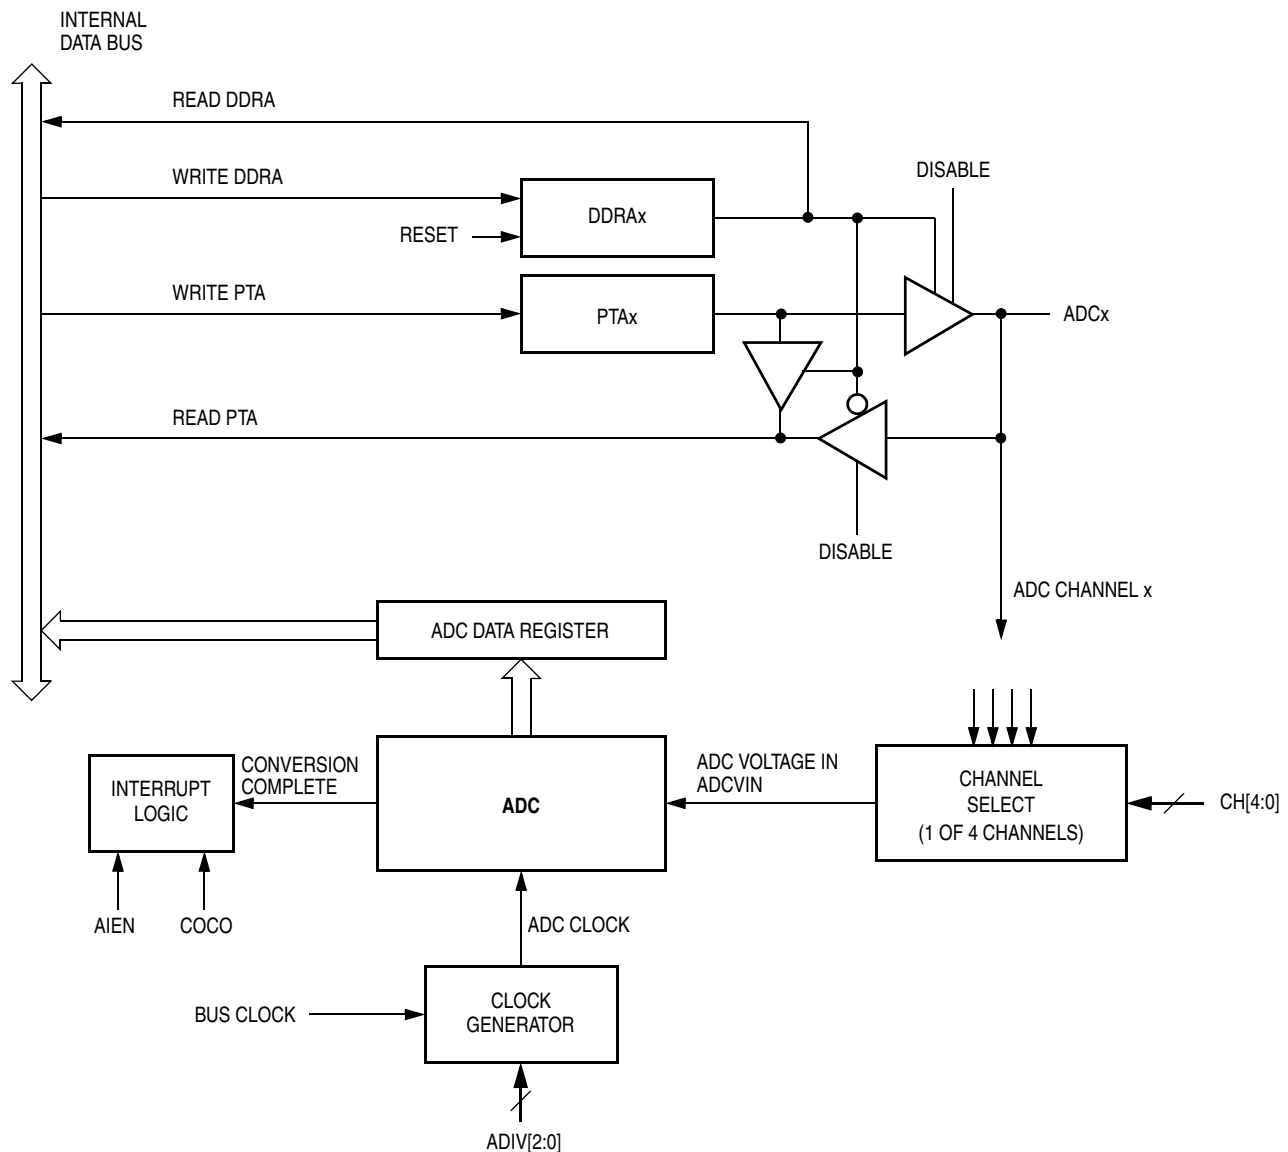 INTERNAL
DATA BUS
READ DDRA
WRITE DDRA
DISABLE
DDRAx
RESET
WRITE PTA
PTAx
ADCx
READ PTA
DISABLE
ADC CHANNEL x
ADC DATA REGISTER
INTERRUPT
LOGIC
CONVERSION
COMPLETE
ADC
ADC VOLTAGE IN
ADCVIN
CHANNEL
SELECT
(1 OF 4 CHANNELS)
CH[4:0]
AIEN
COCO
ADC CLOCK
BUS CLOCK
CLOCK
GENERATOR
ADIV[2:0]